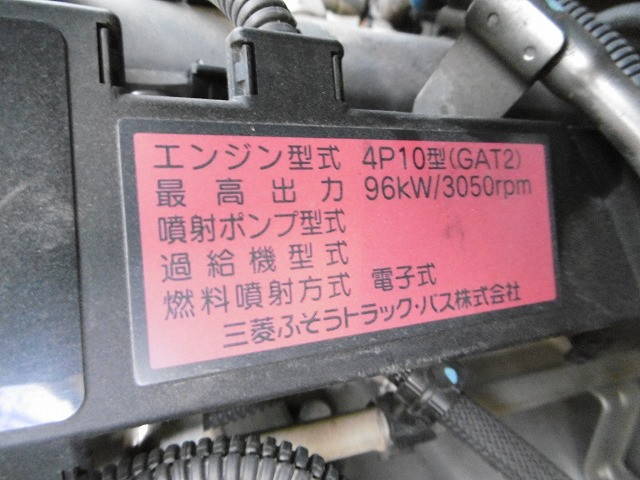 エンジン型式 4P10型(GAT2)
最高出力 96kW/3050rpm
噴射ポンプ型式
過給機型式
燃料噴射方式 電子式
三菱ふそうトラック・バス株式会社